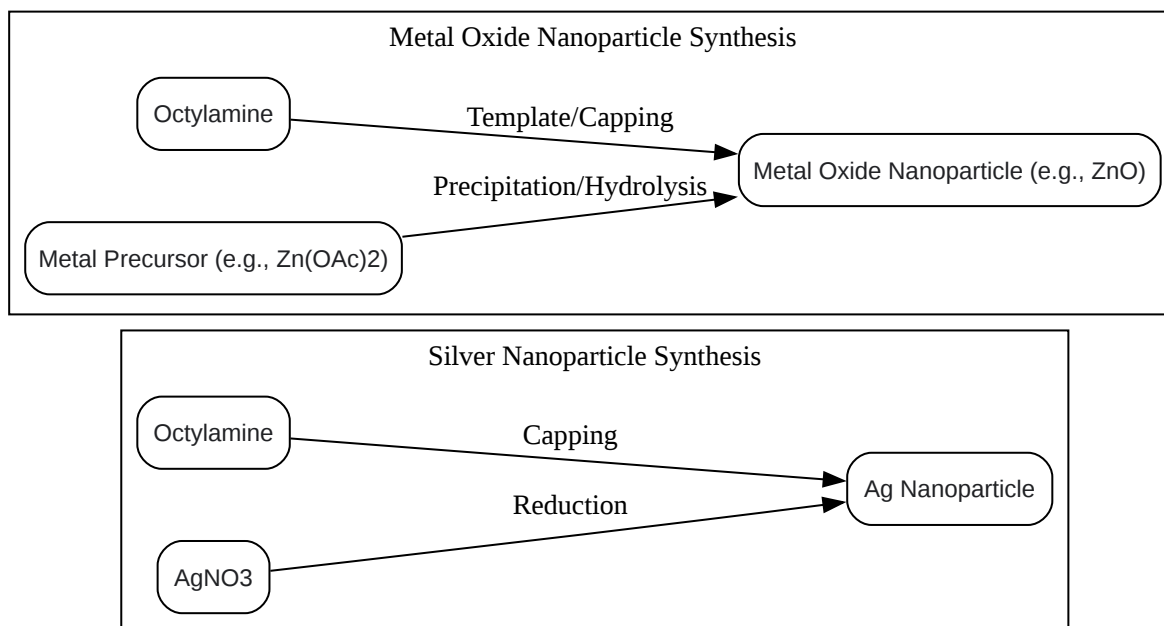 Metal Oxide Nanoparticle Synthesis
Octylamine
Template/Capping
Metal Oxide Nanoparticle (e.g., ZnO)
Precipitation/Hydrolysis
Metal Precursor (e.g., Zn(OAc)2)
Silver Nanoparticle Synthesis
Octylamine
Capping
Ag Nanoparticle
Reduction
AgNO3